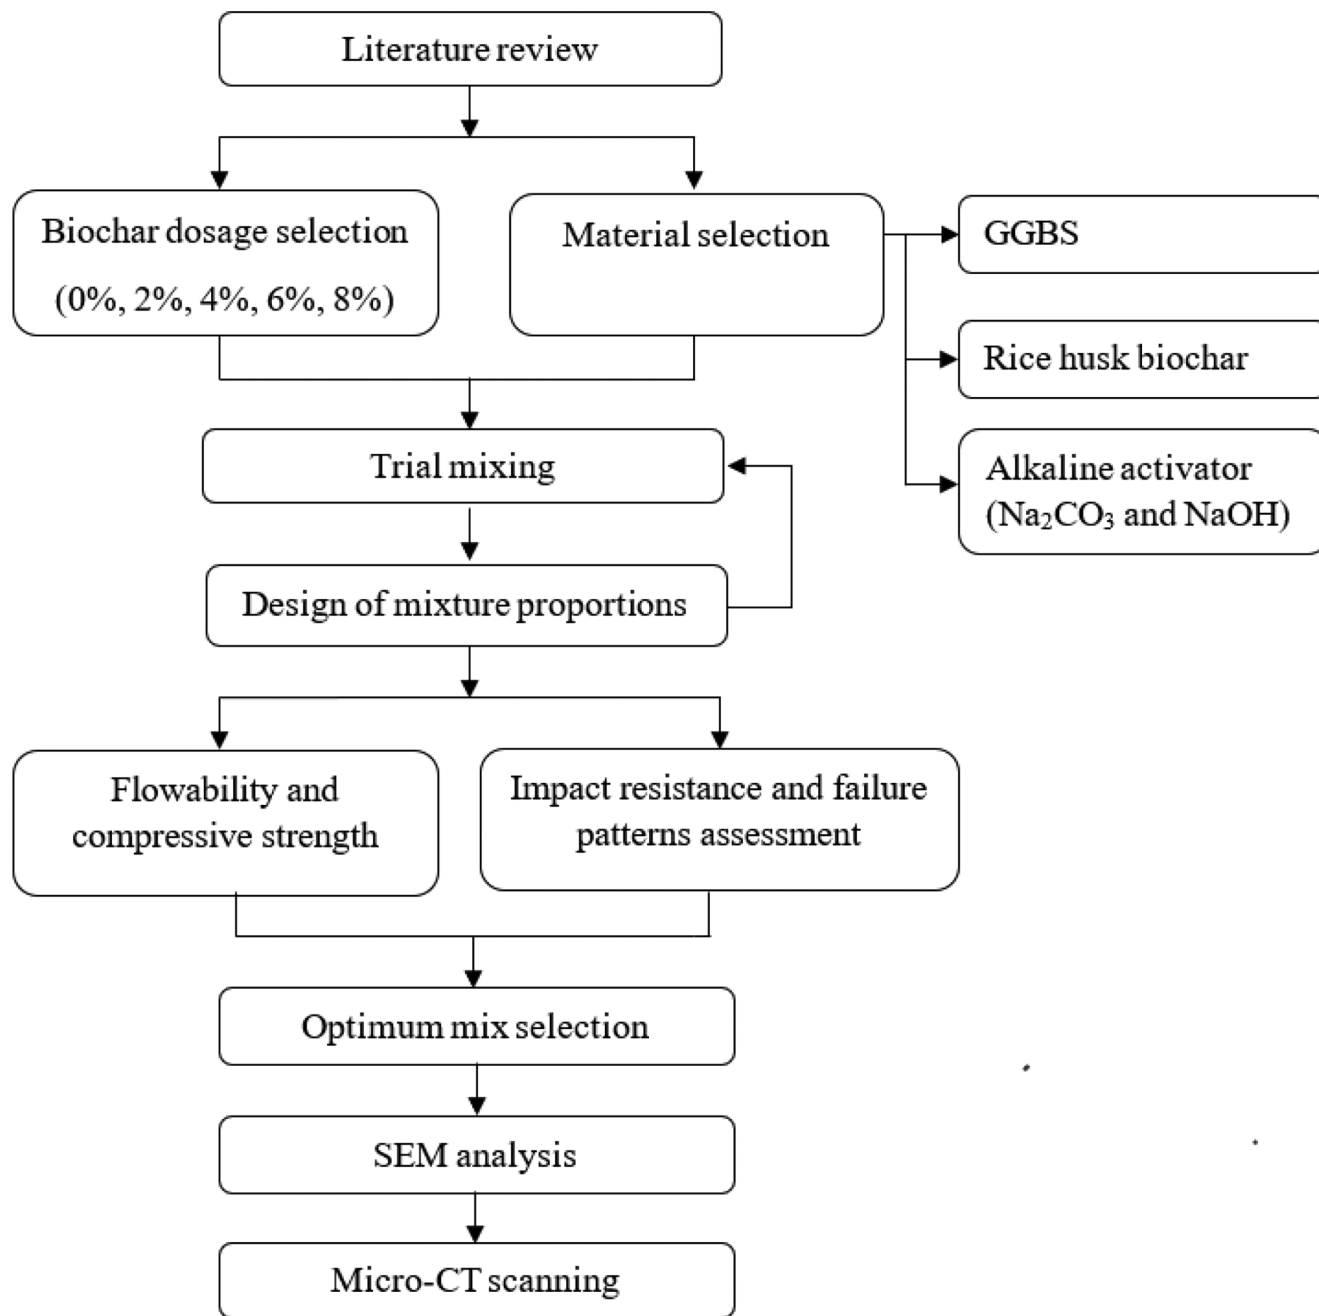 Literature review
Biochar dosage selection
(0%, 2%, 4%, 6%, 8%)
Material selection
GGBS
Rice husk biochar
Alkaline activator
(Na₂CO₃ and NaOH)
Trial mixing
Design of mixture proportions
Flowability and
compressive strength
Impact resistance and failure
patterns assessment
Optimum mix selection
SEM analysis
Micro-CT scanning